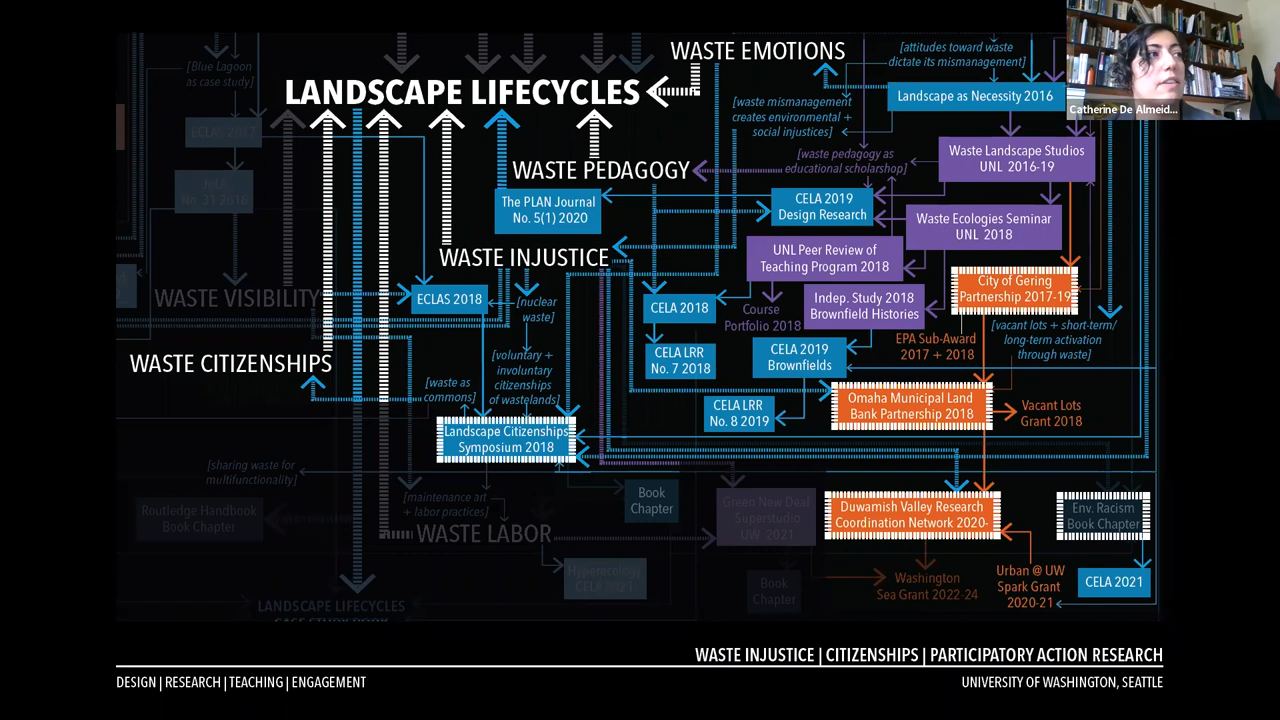 WASTE EMOTIONS
[attitudes toward waste
dictate its mismanagement]
Catherine De Almeid...
[Blue Lagoon
as case study]
LANDSCAPE LIFECYCLES
Landscape as Necessity 2016
[waste mismanagement
creates environmental +
social injustices]
ECLAS 2017
Waste Landscape Studios
UNL 2016-19
WASTE PEDAGOGY
[waste pedagogy as
educational scholarship]
No. 31 2016
The PLAN Journal
No. 5(1) 2020
CELA 2019
Design Research
Waste Ecologies Seminar
UNL 2018
WASTE INJUSTICE
UNL Peer Review of
Teaching Program 2018
City of Gering
Partnership 2017-19
WASTE VISIBILITY
ECLAS 2018
[nuclear
waste]
CELA 2018
Course
Portfolio 2018
Indep. Study 2018
Brownfield Histories
EPA Sub-Award
2017 + 2018
[vacant lots + short-term/
long-term activation
through waste]
WASTE CITIZENSHIPS
[voluntary +
involuntary
citizenships
of wastelands]
CELA LRR
No. 7 2018
CELA 2019
Brownfields
[waste as
commons]
Omaha Municipal Land
Bank Partnership 2018
Vacant Lots
Grant 2018
CELA LRR
No. 8 2019
Landscape Citizenships
Symposium 2018
[sharing waste for
multifunctionality]
[maintenance art
+ labor practices]
Book
Chapter
Routledge Handbook
Book Chapter
WASTE LABOR
Green New Deal
Superstudio
Duwamish Valley Research
Coordination Network 2020-
Env. Racism
Book Chapter
CELA 2021
Book
Chapter
Washington
Sea Grant 2022-24
Urban @ UW
Spark Grant
2020-21
CELA 2021
LANDSCAPE LIFECYCLES
WASTE INJUSTICE | CITIZENSHIPS | PARTICIPATORY ACTION RESEARCH
DESIGN | RESEARCH | TEACHING | ENGAGEMENT
UNIVERSITY OF WASHINGTON, SEATTLE